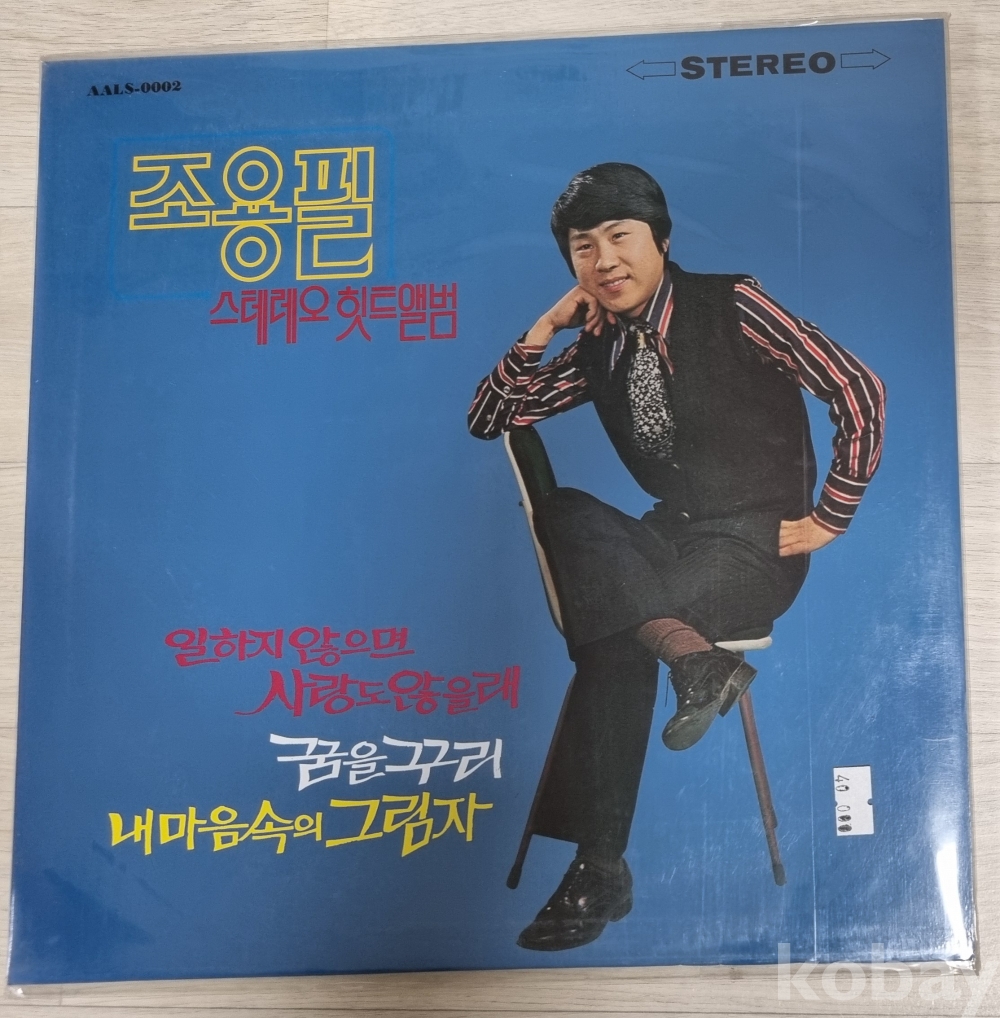 AALS-0002
STEREO
조용필
스테레오 힛트앨범
일하지 않으면
사랑도 않을래
꿈을 꾸리
내 마음속의 그림자
40
kobay